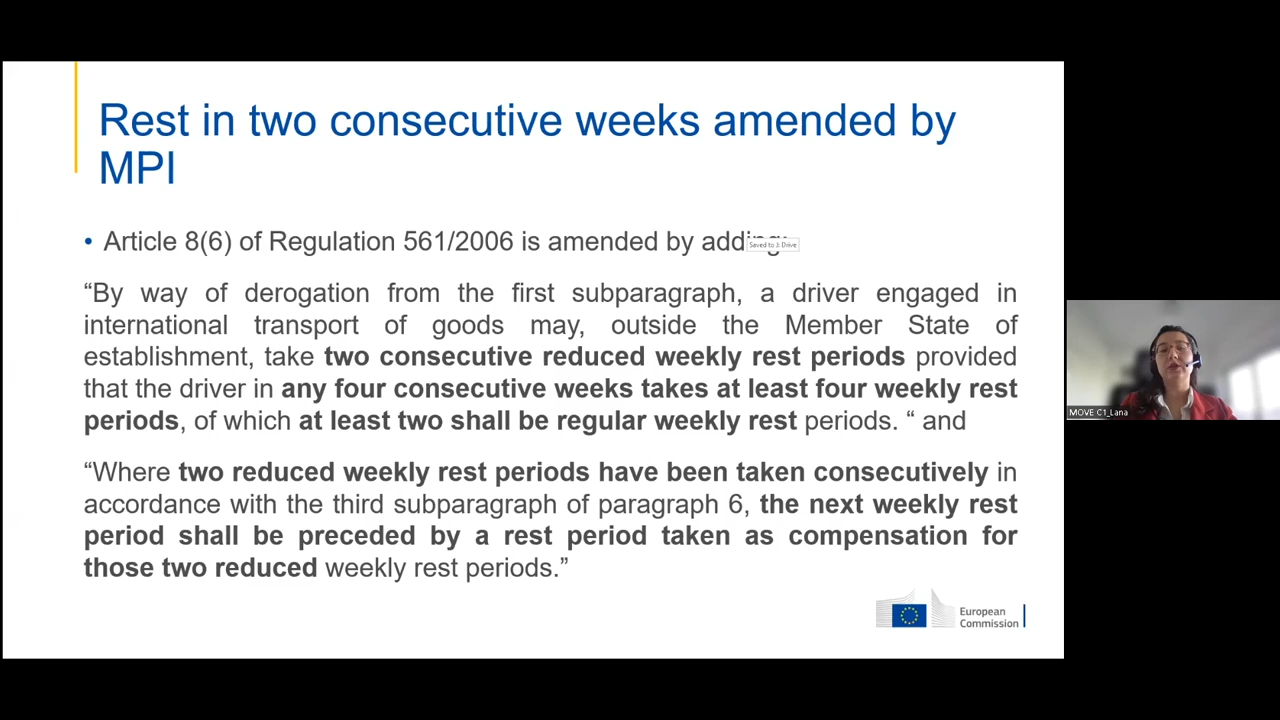 Rest in two consecutive weeks amended by
MPI
• Article 8(6) of Regulation 561/2006 is amended by adding:
Saved to J: Drive
“By way of derogation from the first subparagraph, a driver engaged in
international transport of goods may, outside the Member State of
establishment, take two consecutive reduced weekly rest periods provided
that the driver in any four consecutive weeks takes at least four weekly rest
periods, of which at least two shall be regular weekly rest periods. “ and
“Where two reduced weekly rest periods have been taken consecutively in
accordance with the third subparagraph of paragraph 6, the next weekly rest
period shall be preceded by a rest period taken as compensation for
those two reduced weekly rest periods.”
European
Commission
MOVE C1_Lana